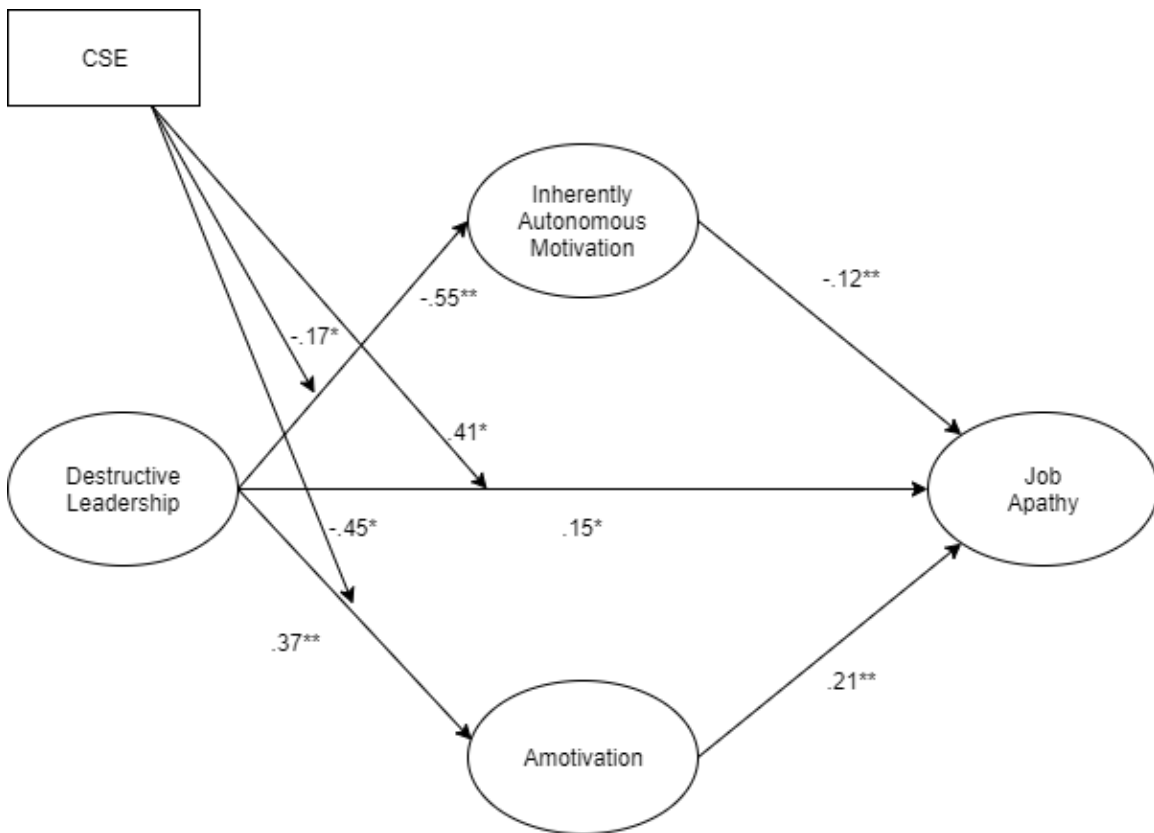 CSE
Inherently
Autonomous
Motivation
-.12**
-.55**
-.17*
.41*
Destructive
Leadership
Job
Apathy
-.45*
.15*
.37**
.21**
Amotivation